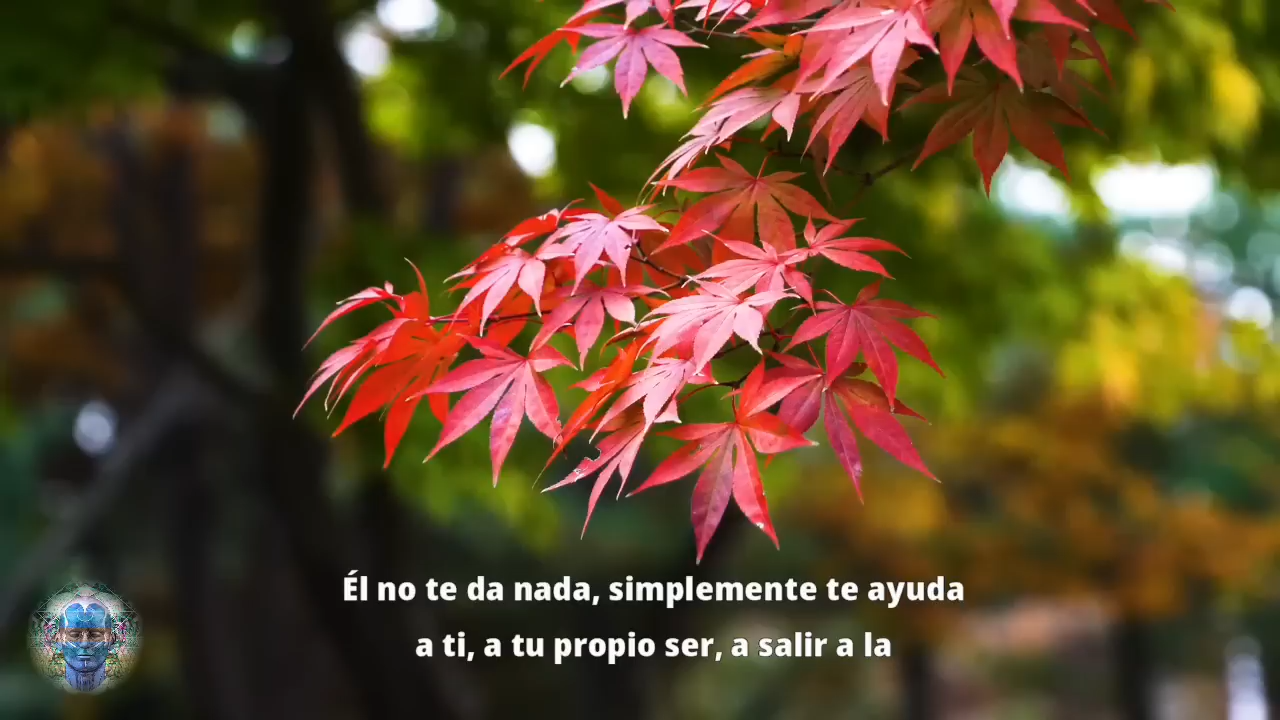 Él no te da nada, simplemente te ayuda
a ti, a tu propio ser, a salir a la